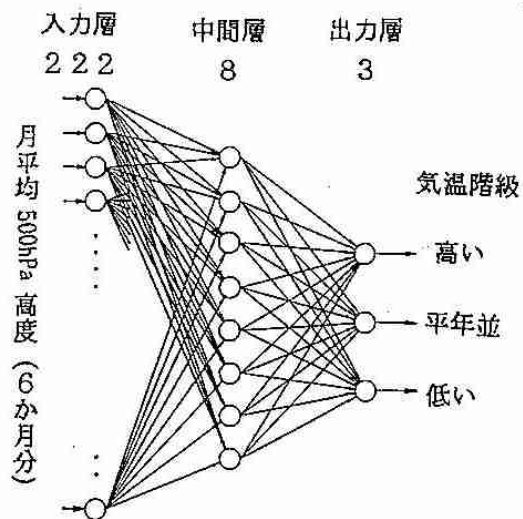 入力層
222
中間層
8
出力層
3
月平均500hPa高度(6か月分)
気温階級
高い
平年並
低い